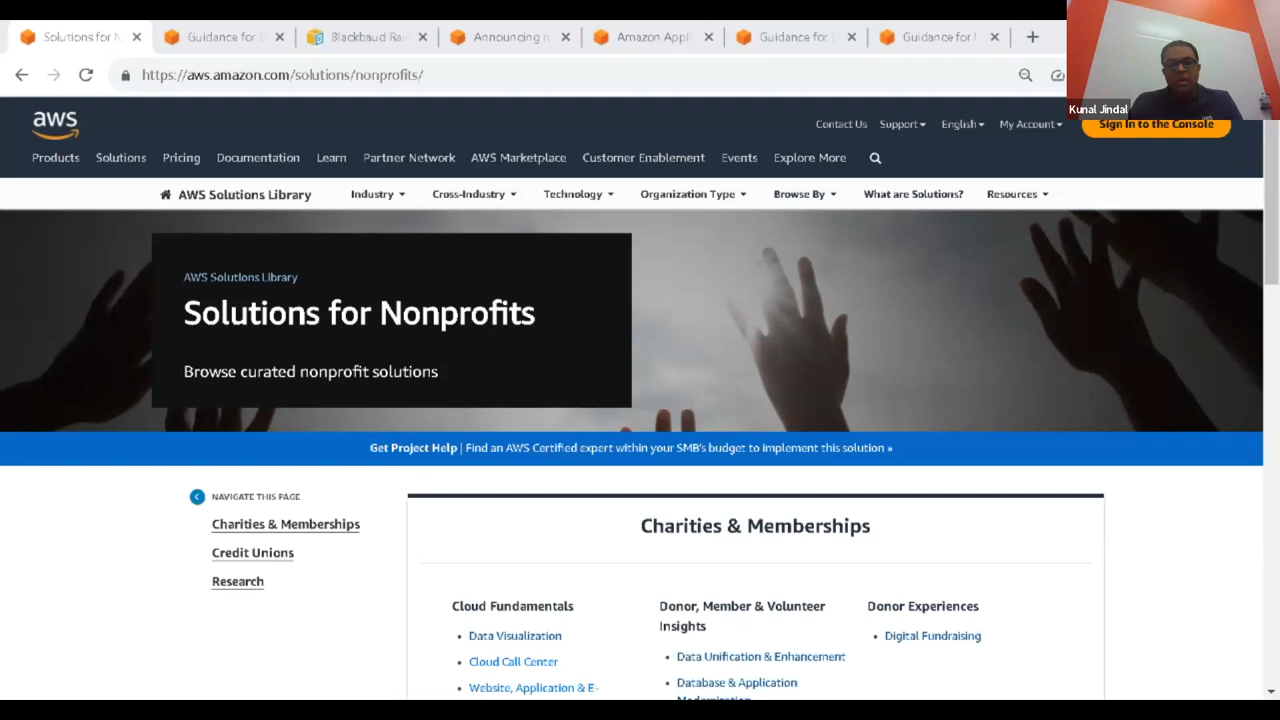 Solutions for N
Guidance for
Blackbaud Rai
Announcing n
Amazon Appl
Guidance for
Guidance for
https://aws.amazon.com/solutions/nonprofits/
Kunal Jindal
aws
Contact Us
Support
English
My Account
Sign In to the Console
Products
Solutions
Pricing
Documentation
Learn
Partner Network
AWS Marketplace
Customer Enablement
Events
Explore More
AWS Solutions Library
Industry
Cross-Industry
Technology
Organization Type
Browse By
What are Solutions?
Resources
AWS Solutions Library
Solutions for Nonprofits
Browse curated nonprofit solutions
Get Project Help | Find an AWS Certified expert within your SMB's budget to implement this solution »
NAVIGATE THIS PAGE
Charities & Memberships
Credit Unions
Research
Charities & Memberships
Cloud Fundamentals
• Data Visualization
• Cloud Call Center
• Website, Application & E-
Donor, Member & Volunteer
Insights
• Data Unification & Enhancement
• Database & Application
Modernization
Donor Experiences
• Digital Fundraising